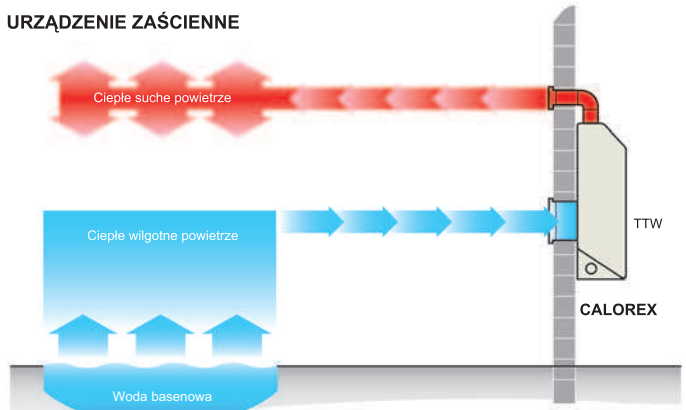 URZĄDZENIE ZAŚCIENNE
Ciepłe suche powietrze
Ciepłe wilgotne powietrze
TTW
CALOREX
Woda basenowa